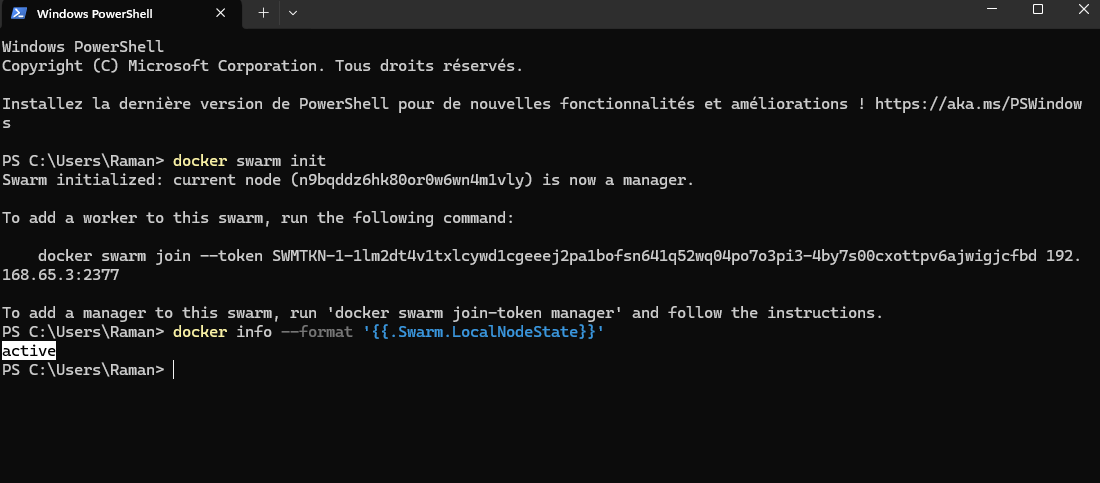 Windows PowerShell
Windows PowerShell
Copyright (C) Microsoft Corporation. Tous droits réservés.
Installez la dernière version de PowerShell pour de nouvelles fonctionnalités et améliorations ! https://aka.ms/PSWindow
s
PS C:\Users\Raman> docker swarm init
Swarm initialized: current node (n9bqddz6hk80or0w6wn4m1vly) is now a manager.
To add a worker to this swarm, run the following command:
docker swarm join --token SWMTKN-1-1lm2dt4v1txlcywd1cgeeej2pa1bofsn641q52wq04po7o3pi3-4by7s00cxottpv6ajwigjcfbd 192.
168.65.3:2377
To add a manager to this swarm, run 'docker swarm join-token manager' and follow the instructions.
PS C:\Users\Raman> docker info --format '{{.Swarm.LocalNodeState}}'
active
PS C:\Users\Raman>